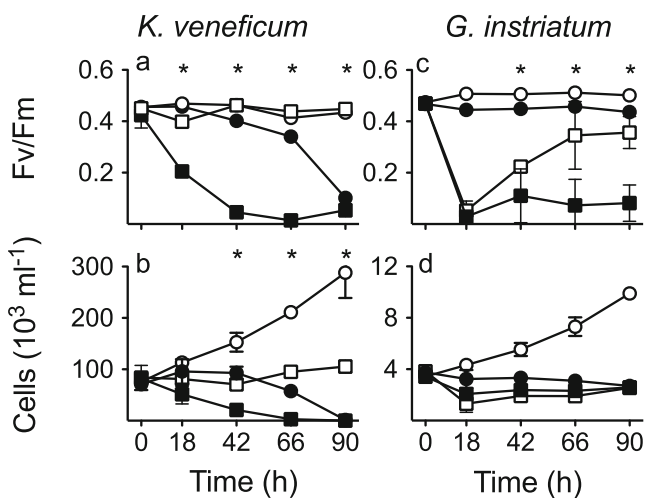 K. veneficum G. instriatum
a * * * * c * * *
0.6 0.6
0.4 0.4
0.2 0.2
Fv/Fm
b * * * d
300 12
200 8
100 4
Cells (10³ ml⁻¹)
0 18 42 66 90 0 18 42 66 90
Time (h) Time (h)